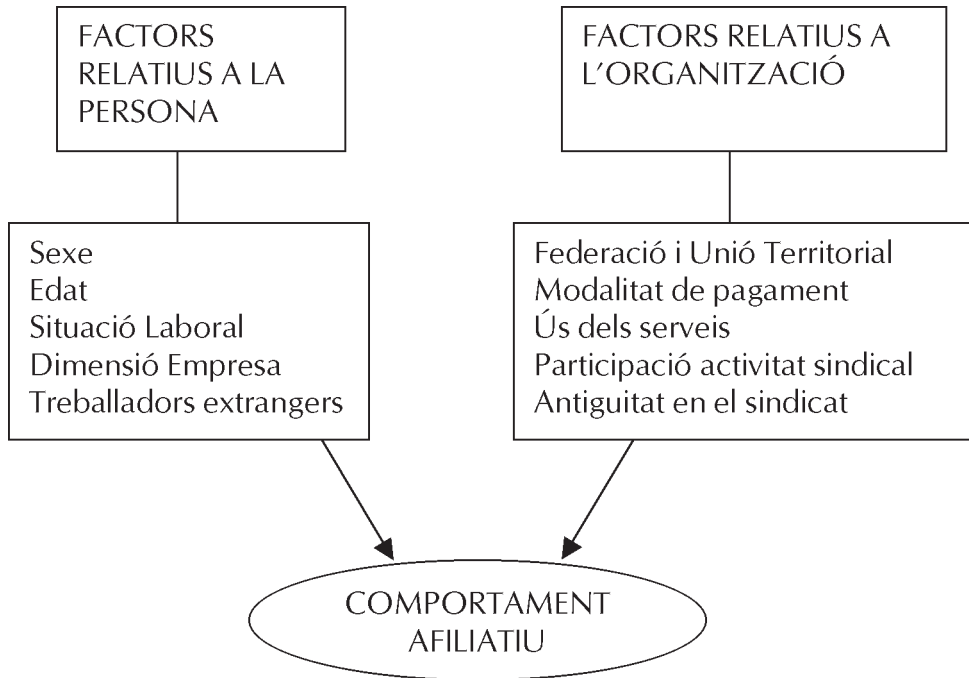 FACTORS
RELATIUS A LA
PERSONA
FACTORS RELATIUS A
L’ORGANITZACIÓ
Sexe
Edat
Situació Laboral
Dimensió Empresa
Treballadors extrangers
Federació i Unió Territorial
Modalitat de pagament
Ús dels serveis
Participació activitat sindical
Antiguitat en el sindicat
COMPORTAMENT
AFILIATIU